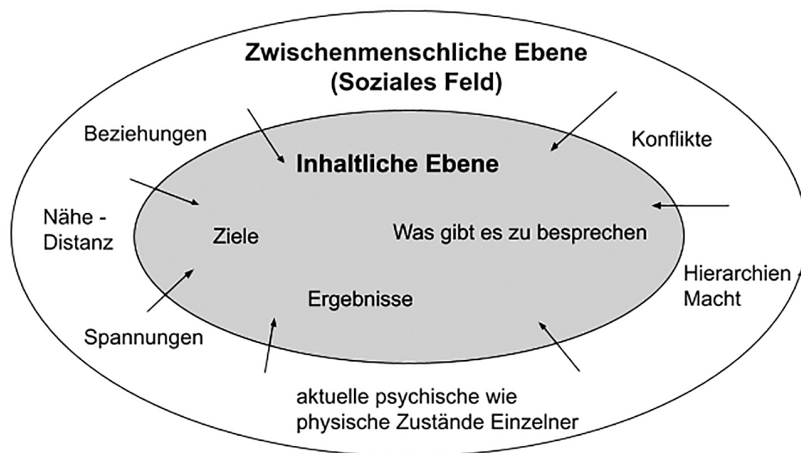 Zwischenmenschliche Ebene
(Soziales Feld)
Beziehungen
Konflikte
Inhaltliche Ebene
Nähe -
Distanz
Ziele
Was gibt es zu besprechen
Hierarchien -
Macht
Ergebnisse
Spannungen
aktuelle psychische wie
physische Zustände Einzelner